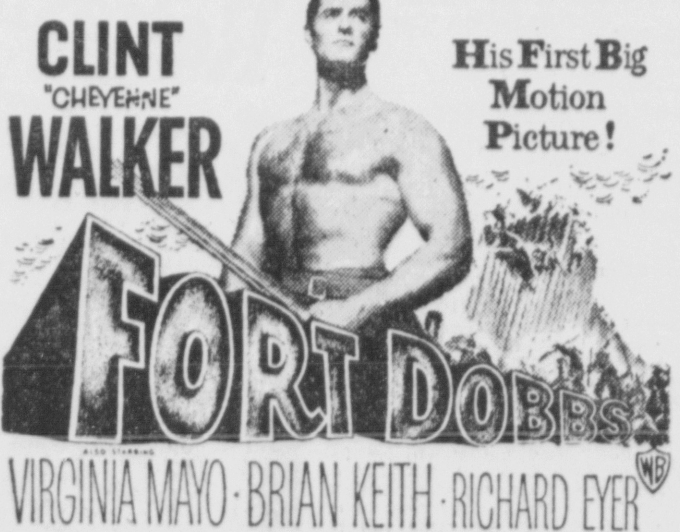 CLINT
"CHEYENNE"
WALKER
His First Big
Motion
Picture!
FORT DOBBS
ALSO STARRING
VIRGINIA MAYO · BRIAN KEITH · RICHARD EYER
WB